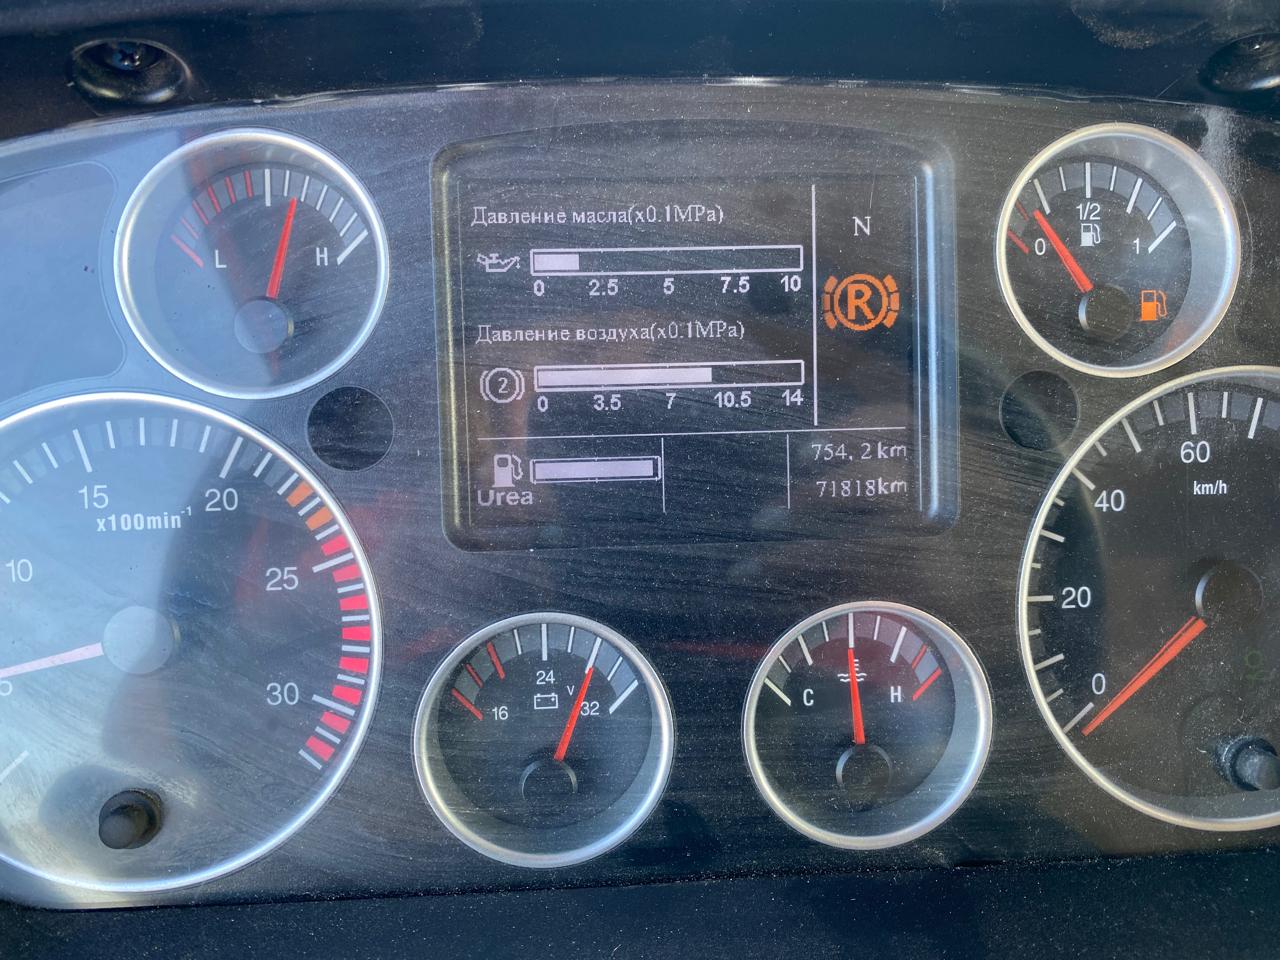 Давление масла(x0.1MPa)
N
0 2.5 5 7.5 10
R
Давление воздуха(x0.1MPa)
2
0 3.5 7 10.5 14
754, 2 km
Urea
71818km
L H
1/2
0 1
5 10 15 20 25 30
x100min⁻¹
16 24 32
V
C H
0 20 40 60
km/h